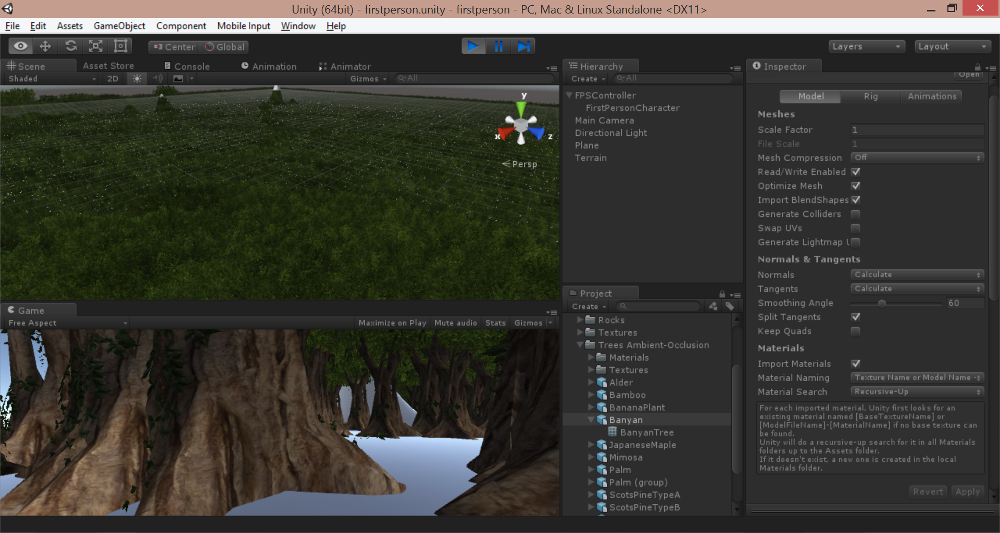 Unity (64bit) - firstperson.unity - firstperson - PC, Mac & Linux Standalone <DX11>
File Edit Assets GameObject Component Mobile Input Window Help
Center Global
Layers Layout
Scene Asset Store Console Animation Animator
Shaded 2D Gizmos All
y
x
z
Persp
Game
Free Aspect Maximize on Play Mute audio Stats Gizmos
Hierarchy
Create All
FPSController
FirstPersonCharacter
Main Camera
Directional Light
Plane
Terrain
Project
Create
Rocks
Textures
Trees Ambient-Occlusion
Materials
Textures
Alder
Bamboo
BananaPlant
Banyan
BanyanTree
JapaneseMaple
Mimosa
Palm
Palm (group)
ScotsPineTypeA
ScotsPineTypeB
Inspector
Open
Model Rig Animations
Meshes
Scale Factor 1
File Scale 1
Mesh Compression Off
Read/Write Enabled
Optimize Mesh
Import BlendShapes
Generate Colliders
Swap UVs
Generate Lightmap U
Normals & Tangents
Normals Calculate
Tangents Calculate
Smoothing Angle 60
Split Tangents
Keep Quads
Materials
Import Materials
Material Naming Texture Name or Model Name -
Material Search Recursive-Up
For each imported material, Unity first looks for an
existing material named [BaseTextureName] or
[ModelFileName]-[MaterialName] if no base texture can
be found.
Unity will do a recursive-up search for it in all Materials
folders up to the Assets folder.
If it doesn't exist, a new one is created in the local
Materials folder.
Revert Apply